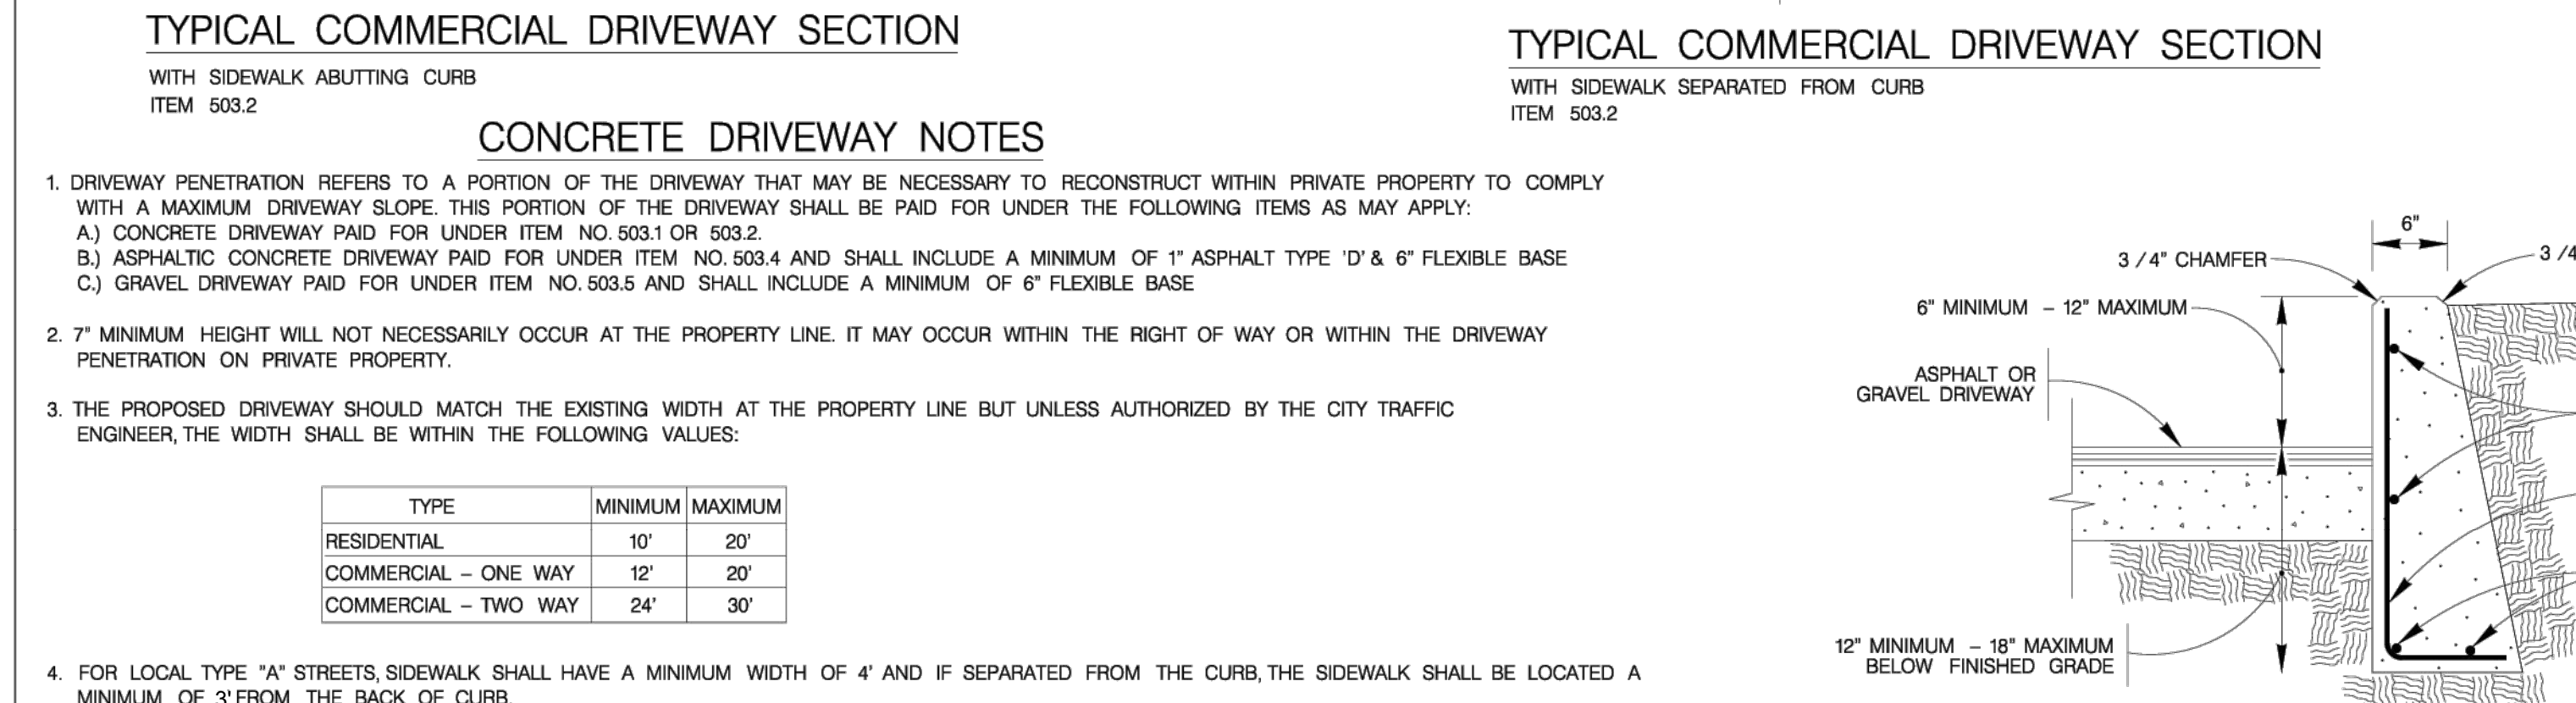 TYPICAL COMMERCIAL DRIVEWAY SECTION
WITH SIDEWALK ABUTTING CURB
ITEM 503.2
TYPICAL COMMERCIAL DRIVEWAY SECTION
WITH SIDEWALK SEPARATED FROM CURB
ITEM 503.2
CONCRETE DRIVEWAY NOTES
1. DRIVEWAY PENETRATION REFERS TO A PORTION OF THE DRIVEWAY THAT MAY BE NECESSARY TO RECONSTRUCT WITHIN PRIVATE PROPERTY TO COMPLY
WITH A MAXIMUM DRIVEWAY SLOPE. THIS PORTION OF THE DRIVEWAY SHALL BE PAID FOR UNDER THE FOLLOWING ITEMS AS MAY APPLY:
A.) CONCRETE DRIVEWAY PAID FOR UNDER ITEM NO. 503.1 OR 503.2.
B.) ASPHALTIC CONCRETE DRIVEWAY PAID FOR UNDER ITEM NO. 503.4 AND SHALL INCLUDE A MINIMUM OF 1" ASPHALT TYPE 'D' & 6" FLEXIBLE BASE
C.) GRAVEL DRIVEWAY PAID FOR UNDER ITEM NO. 503.5 AND SHALL INCLUDE A MINIMUM OF 6" FLEXIBLE BASE
2. 7" MINIMUM HEIGHT WILL NOT NECESSARILY OCCUR AT THE PROPERTY LINE. IT MAY OCCUR WITHIN THE RIGHT OF WAY OR WITHIN THE DRIVEWAY
PENETRATION ON PRIVATE PROPERTY.
3. THE PROPOSED DRIVEWAY SHOULD MATCH THE EXISTING WIDTH AT THE PROPERTY LINE BUT UNLESS AUTHORIZED BY THE CITY TRAFFIC
ENGINEER, THE WIDTH SHALL BE WITHIN THE FOLLOWING VALUES:
TYPE MINIMUM MAXIMUM
RESIDENTIAL 10' 20'
COMMERCIAL - ONE WAY 12' 20'
COMMERCIAL - TWO WAY 24' 30'
4. FOR LOCAL TYPE "A" STREETS, SIDEWALK SHALL HAVE A MINIMUM WIDTH OF 4' AND IF SEPARATED FROM THE CURB, THE SIDEWALK SHALL BE LOCATED A
MINIMUM OF 3' FROM THE BACK OF CURB.
6"
3/4" CHAMFER
3/4
6" MINIMUM - 12" MAXIMUM
ASPHALT OR
GRAVEL DRIVEWAY
12" MINIMUM - 18" MAXIMUM
BELOW FINISHED GRADE